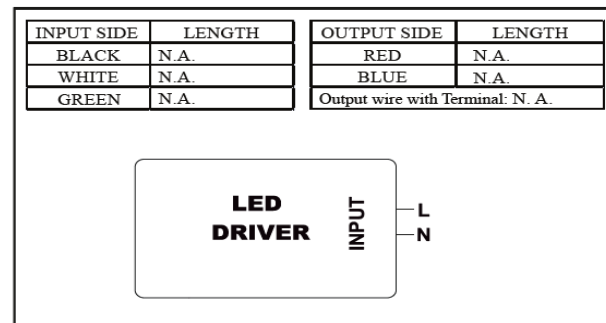 INPUT SIDE LENGTH
BLACK N.A.
WHITE N.A.
GREEN N.A.
OUTPUT SIDE LENGTH
RED N.A.
BLUE N.A.
Output wire with Terminal: N. A.
LED
DRIVER
INPUT
L
N